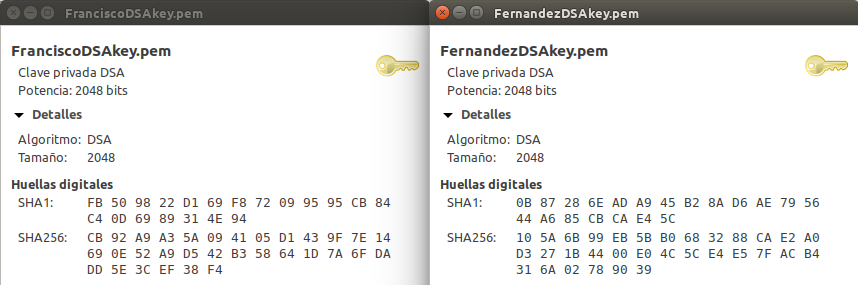 FranciscoDSAkey.pem
FranciscoDSAkey.pem
Clave privada DSA
Potencia: 2048 bits
Detalles
Algoritmo: DSA
Tamaño: 2048
Huellas digitales
SHA1: FB 50 98 22 D1 69 F8 72 09 95 95 CB 84
C4 0D 69 89 31 4E 94
SHA256: CB 92 A9 A3 5A 09 41 05 D1 43 9F 7E 14
69 0E 52 A9 D5 42 B3 58 64 1D 7A 6F DA
DD 5E 3C EF 38 F4
FernandezDSAkey.pem
FernandezDSAkey.pem
Clave privada DSA
Potencia: 2048 bits
Detalles
Algoritmo: DSA
Tamaño: 2048
Huellas digitales
SHA1: 0B 87 28 6E AD A9 45 B2 8A D6 AE 79 56
44 A6 85 CB CA E4 5C
SHA256: 10 5A 6B 99 EB 5B B0 68 32 88 CA E2 A0
D3 27 1B 44 00 E0 4C 5C E4 E5 7F AC B4
31 6A 02 78 90 39